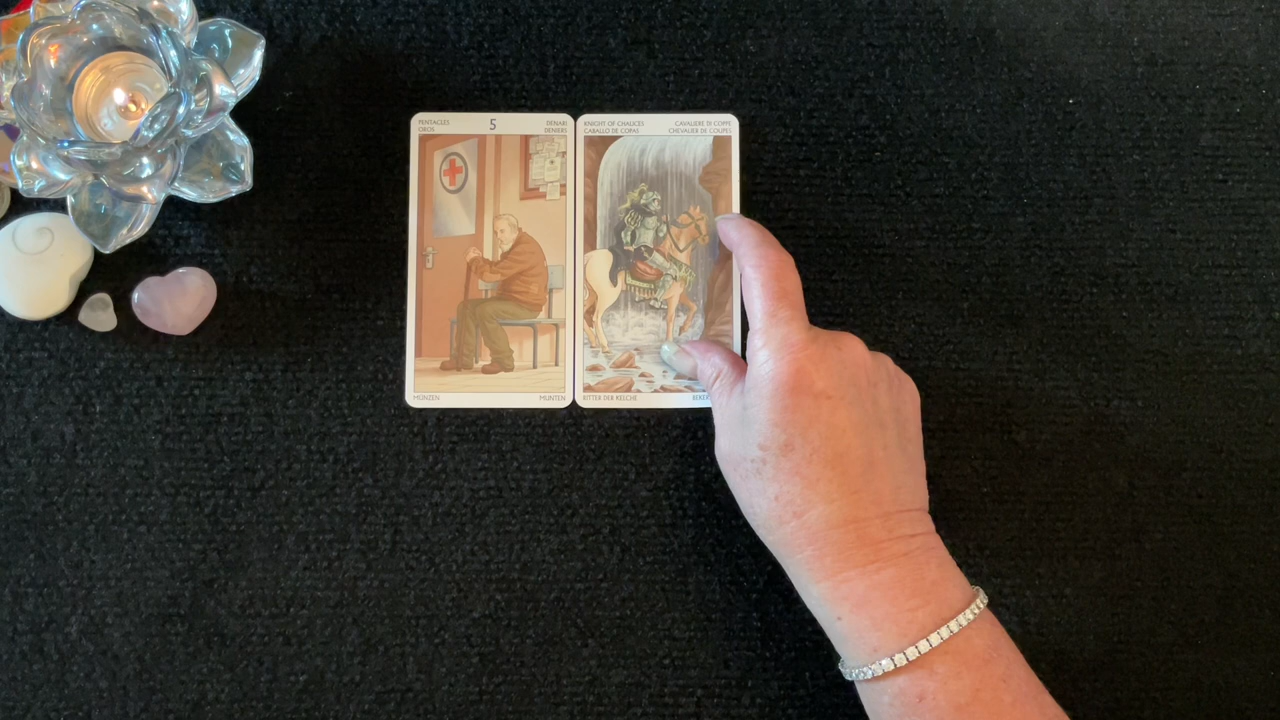 PENTACLES
OROS
5
DENARI
DENIERS
MÜNZEN
MUNTEN
KNIGHT OF CHALICES
CABALLO DE COPAS
CAVALIERE DI COPPE
CHEVALIER DE COUPES
RITTER DER KELCHE